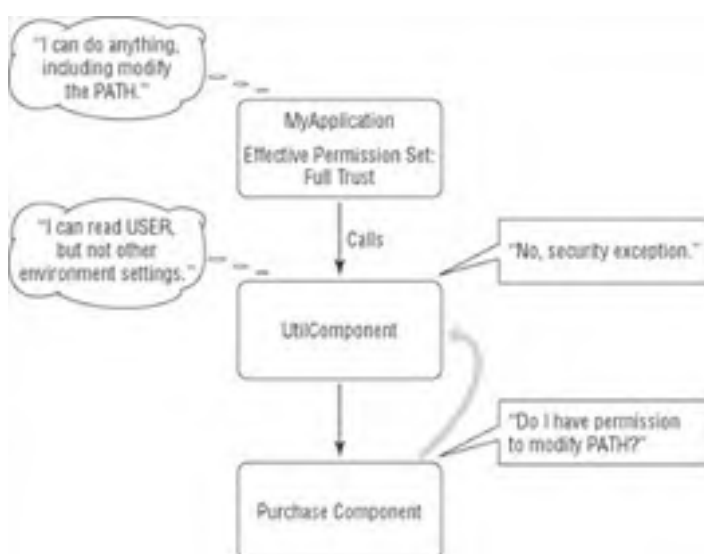 "I can do anything,
including modify
the PATH."
MyApplication
Effective Permission Set:
Full Trust
"I can read USER,
but not other
environment settings."
Calls
"No, security exception."
UtilComponent
"Do I have permission
to modify PATH?"
Purchase Component